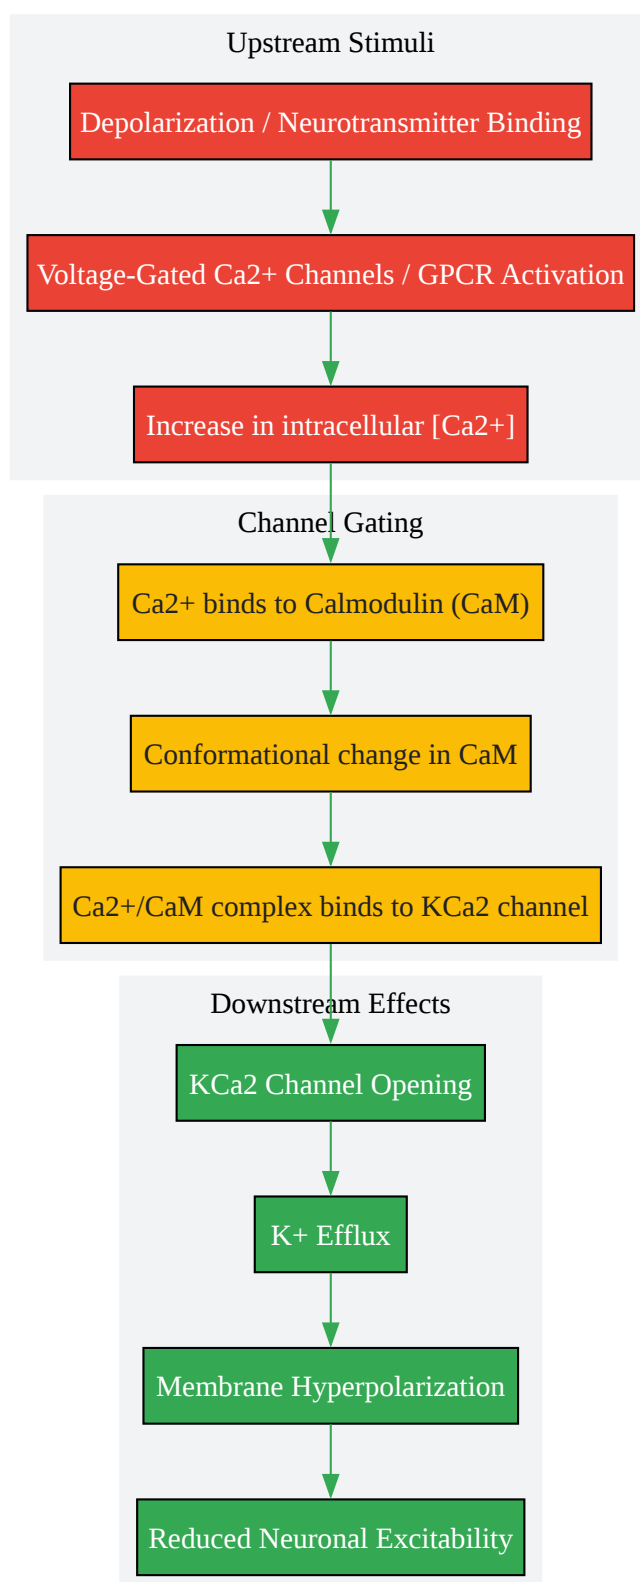 Upstream Stimuli
Depolarization / Neurotransmitter Binding
Voltage-Gated Ca2+ Channels / GPCR Activation
Increase in intracellular [Ca2+]
Channel Gating
Ca2+ binds to Calmodulin (CaM)
Conformational change in CaM
Ca2+/CaM complex binds to KCa2 channel
Downstream Effects
KCa2 Channel Opening
K+ Efflux
Membrane Hyperpolarization
Reduced Neuronal Excitability